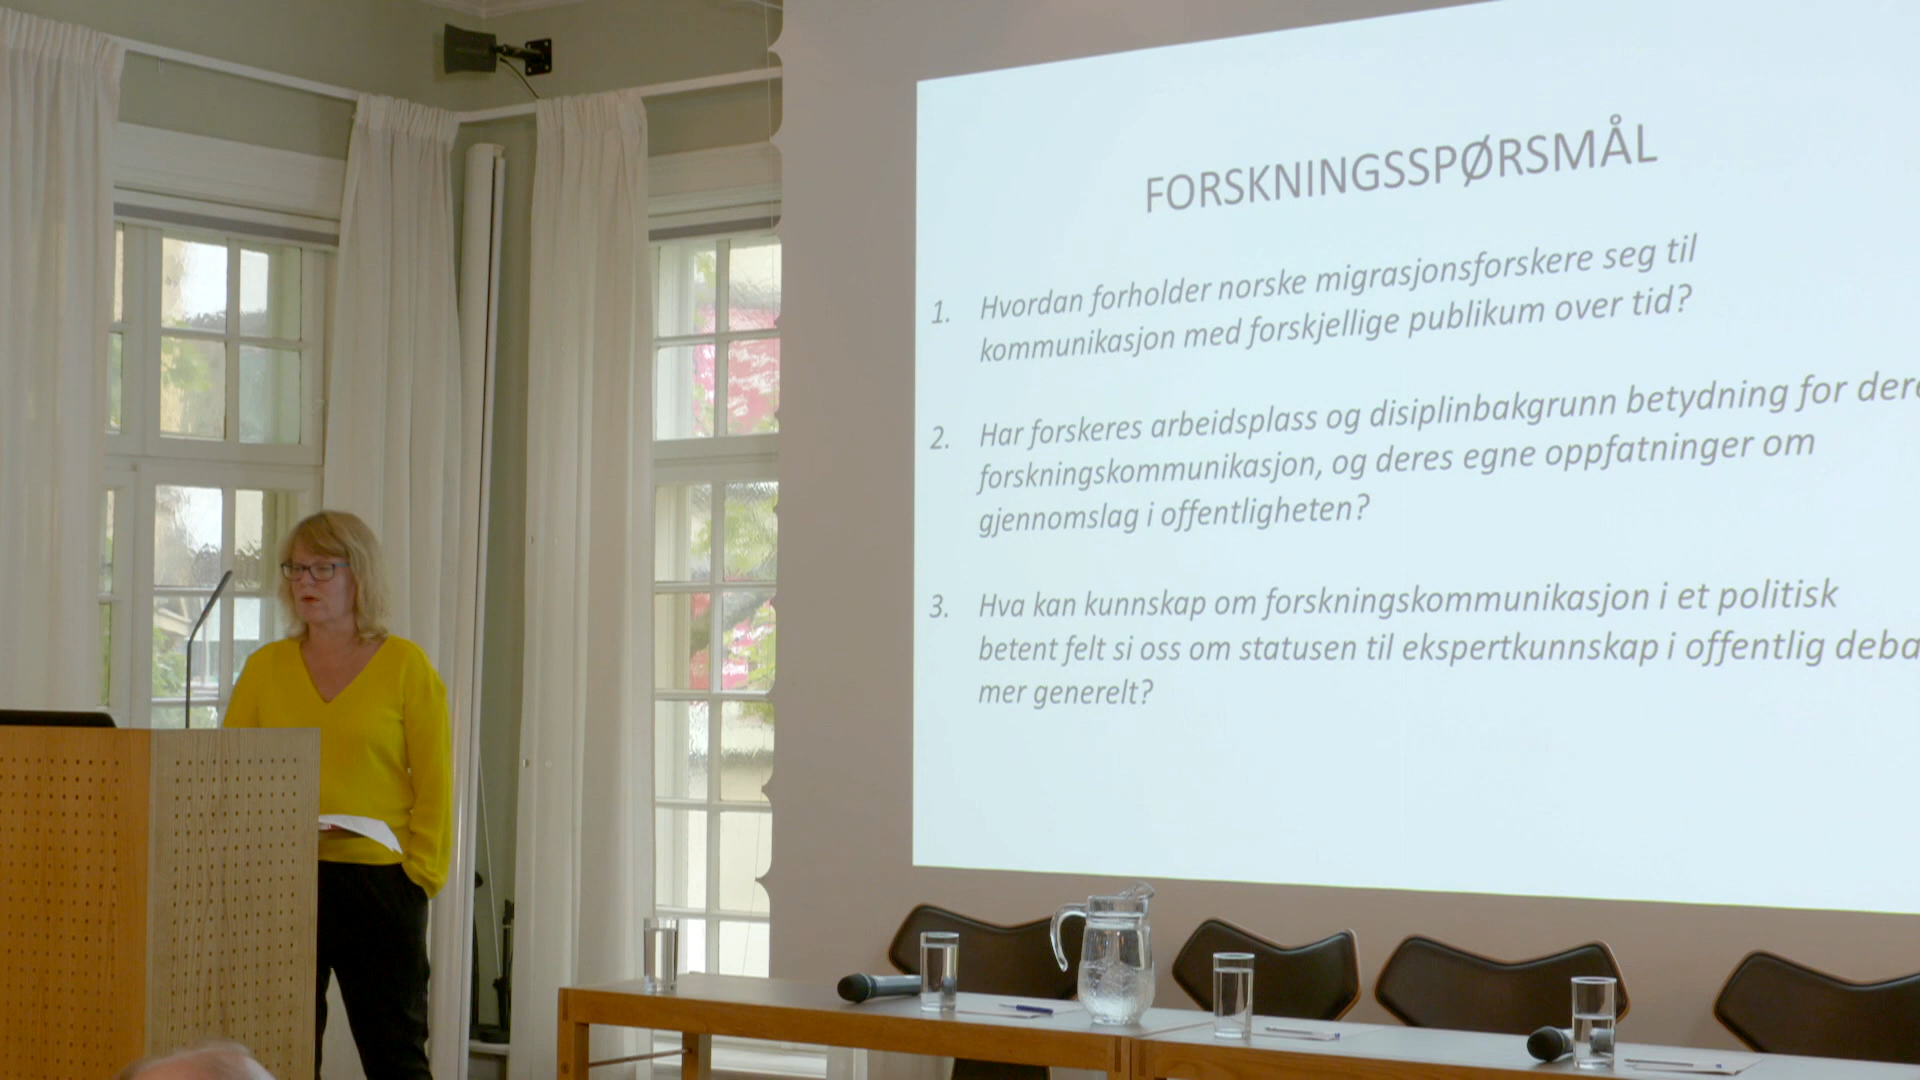 FORSKNINGSSPØRSMÅL
1. Hvordan forholder norske migrasjonsforskere seg til
kommunikasjon med forskjellige publikum over tid?
2. Har forskeres arbeidsplass og disiplinbakgrunn betydning for
forskningskommunikasjon, og deres egne oppfatninger om
gjennomslag i offentligheten?
3. Hva kan kunnskap om forskningskommunikasjon i et politisk
betent felt si oss om statusen til ekspertkunnskap i offentlig
mer generelt?